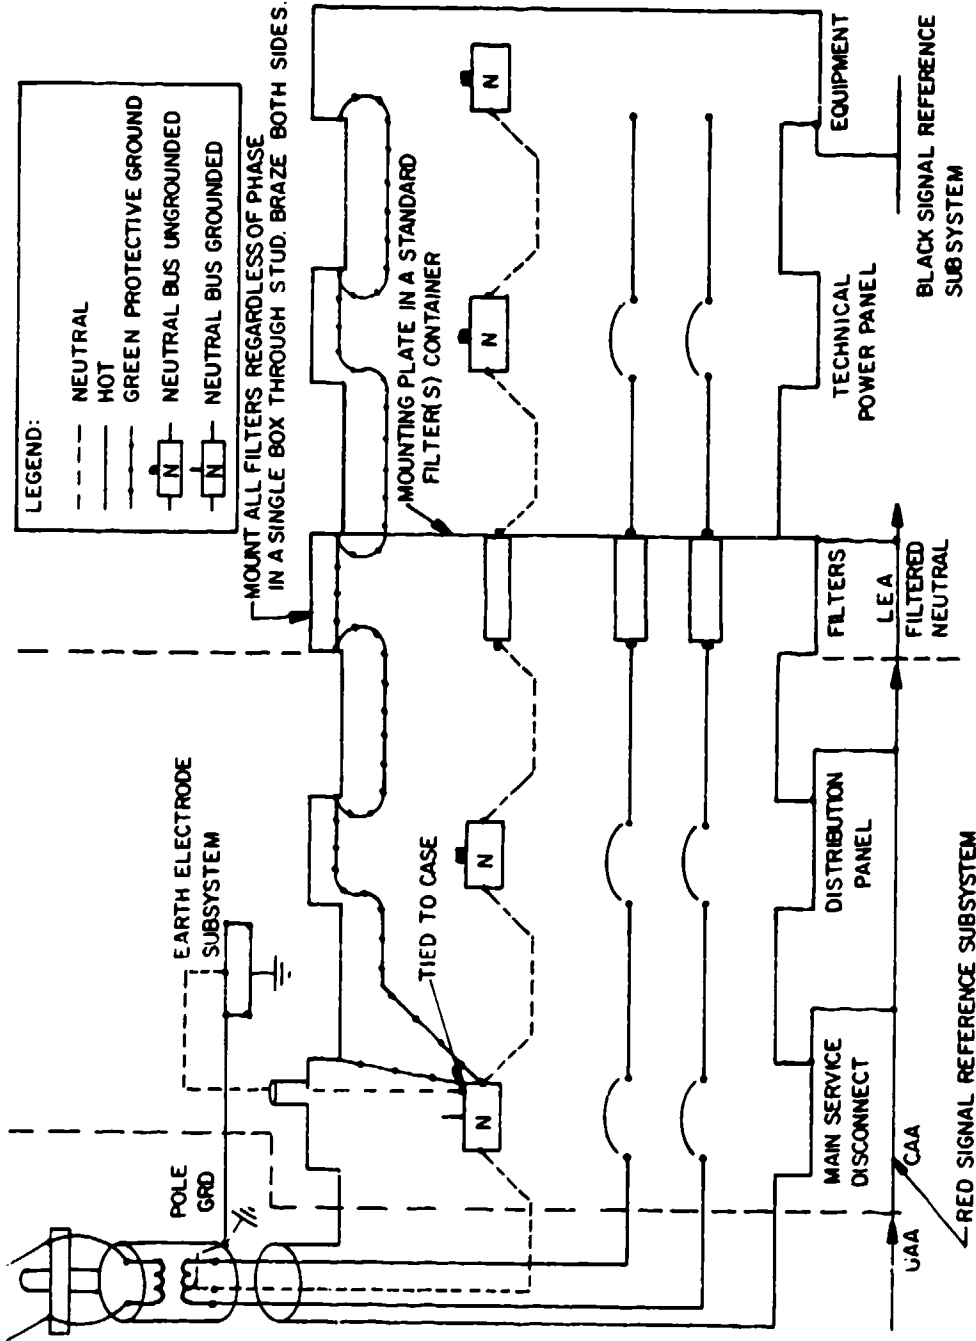 LEGEND:
NEUTRAL
HOT
GREEN PROTECTIVE GROUND
N
NEUTRAL BUS UNGROUNDED
N
NEUTRAL BUS GROUNDED
MOUNT ALL FILTERS REGARDLESS OF PHASE
IN A SINGLE BOX THROUGH STUD. BRAZE BOTH SIDES.
MOUNTING PLATE IN A STANDARD
FILTER(S) CONTAINER
EARTH ELECTRODE
SUBSYSTEM
POLE
GRD
TIED TO CASE
N
N
N
N
MAIN SERVICE
DISCONNECT
DISTRIBUTION
PANEL
FILTERS
TECHNICAL
POWER PANEL
EQUIPMENT
UAA
CAA
LEA
FILTERED
NEUTRAL
BLACK SIGNAL REFERENCE
SUBSYSTEM
RED SIGNAL REFERENCE SUBSYSTEM